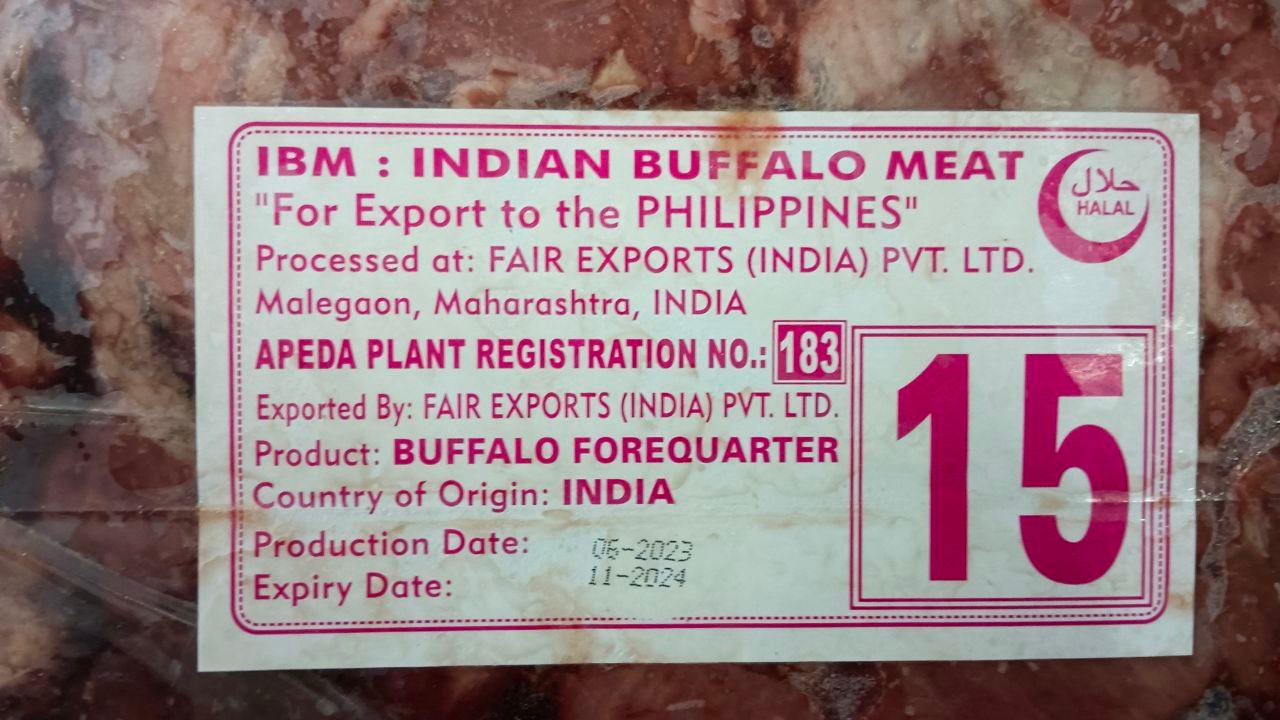 IBM : INDIAN BUFFALO MEAT
"For Export to the PHILIPPINES"
حلال
HALAL
Processed at: FAIR EXPORTS (INDIA) PVT. LTD.
Malegaon, Maharashtra, INDIA
APEDA PLANT REGISTRATION NO.: 183
Exported By: FAIR EXPORTS (INDIA) PVT. LTD.
15
Product: BUFFALO FOREQUARTER
Country of Origin: INDIA
Production Date: 06-2023
Expiry Date: 11-2024